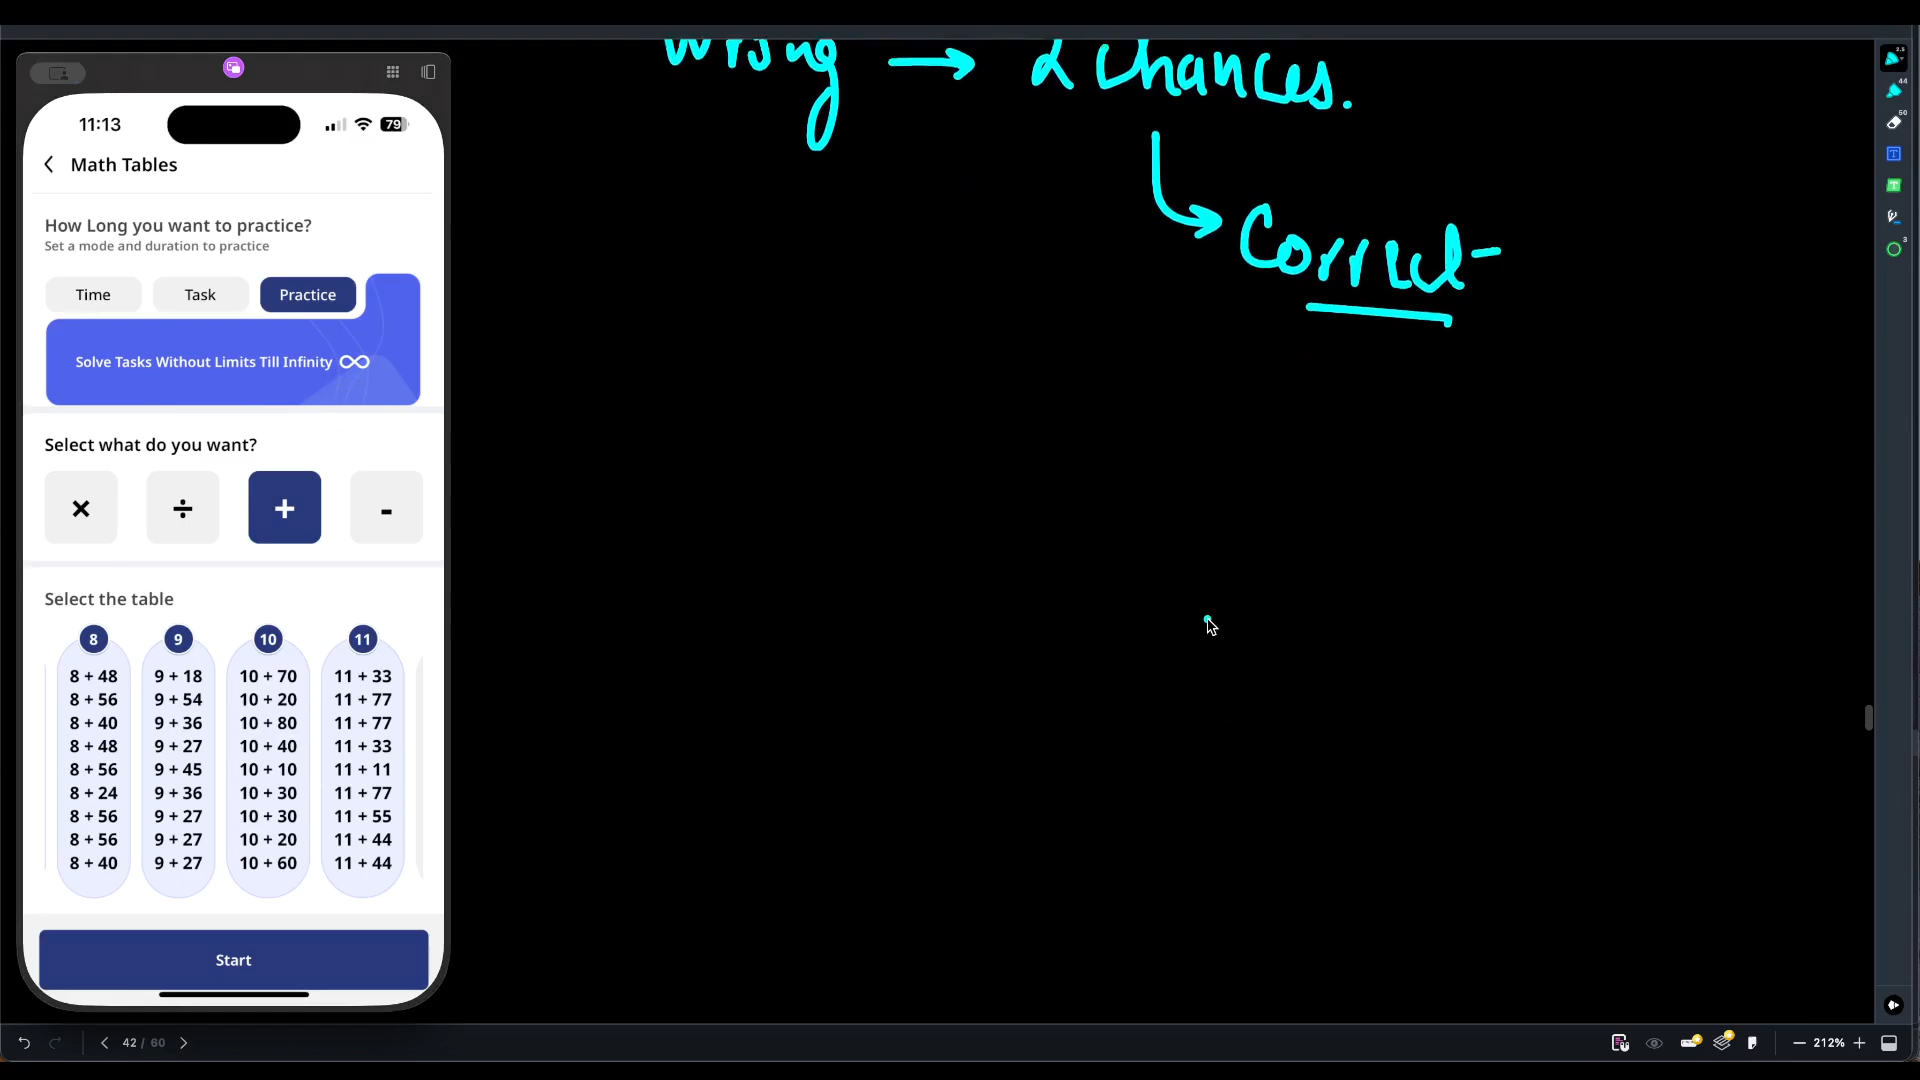 wrong → 2 chances.
Correct
11:13
79
Math Tables
How Long you want to practice?
Set a mode and duration to practice
Time Task Practice
Solve Tasks Without Limits Till Infinity ∞
Select what do you want?
× ÷ + -
Select the table
8 9 10 11
8 + 48 9 + 18 10 + 70 11 + 33
8 + 56 9 + 54 10 + 20 11 + 77
8 + 40 9 + 36 10 + 80 11 + 77
8 + 48 9 + 27 10 + 40 11 + 33
8 + 56 9 + 45 10 + 10 11 + 11
8 + 24 9 + 36 10 + 30 11 + 77
8 + 56 9 + 27 10 + 30 11 + 55
8 + 56 9 + 27 10 + 20 11 + 44
8 + 40 9 + 27 10 + 60 11 + 44
Start
42 / 60
212%